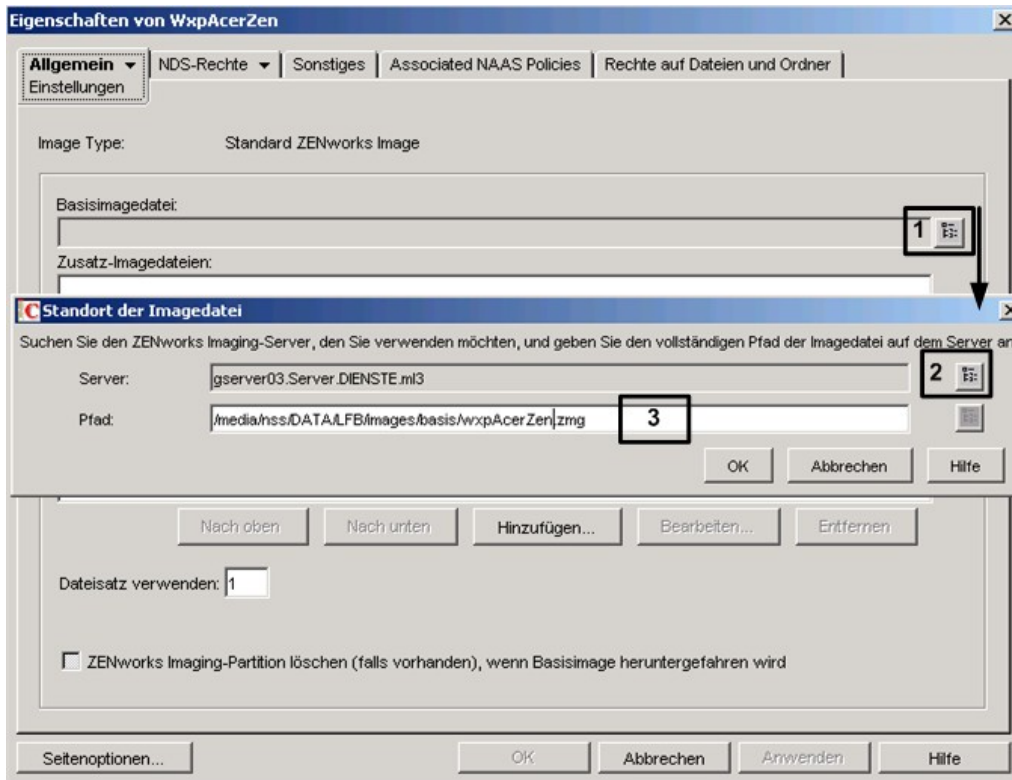 Eigenschaften von WxpAcerZen
Allgemein NDS-Rechte Sonstiges Associated NAAS Policies Rechte auf Dateien und Ordner
Einstellungen
Image Type: Standard ZENworks Image
Basisimagedatei:
1
Zusatz-Imagedateien:
Standort der Imagedatei
Suchen Sie den ZENworks Imaging-Server, den Sie verwenden möchten, und geben Sie den vollständigen Pfad der Imagedatei auf dem Server an
Server: gserver03.Server.DIENSTE.ml3 2
Pfad: /media/nss/DATA/LFB/images/basis/wxpAcerZen.zmg 3
OK Abbrechen Hilfe
Nach oben Nach unten Hinzufügen... Bearbeiten... Entfernen
Dateisatz verwenden: 1
ZENworks Imaging-Partition löschen (falls vorhanden), wenn Basisimage heruntergefahren wird
Seitenoptionen... OK Abbrechen Anwenden Hilfe